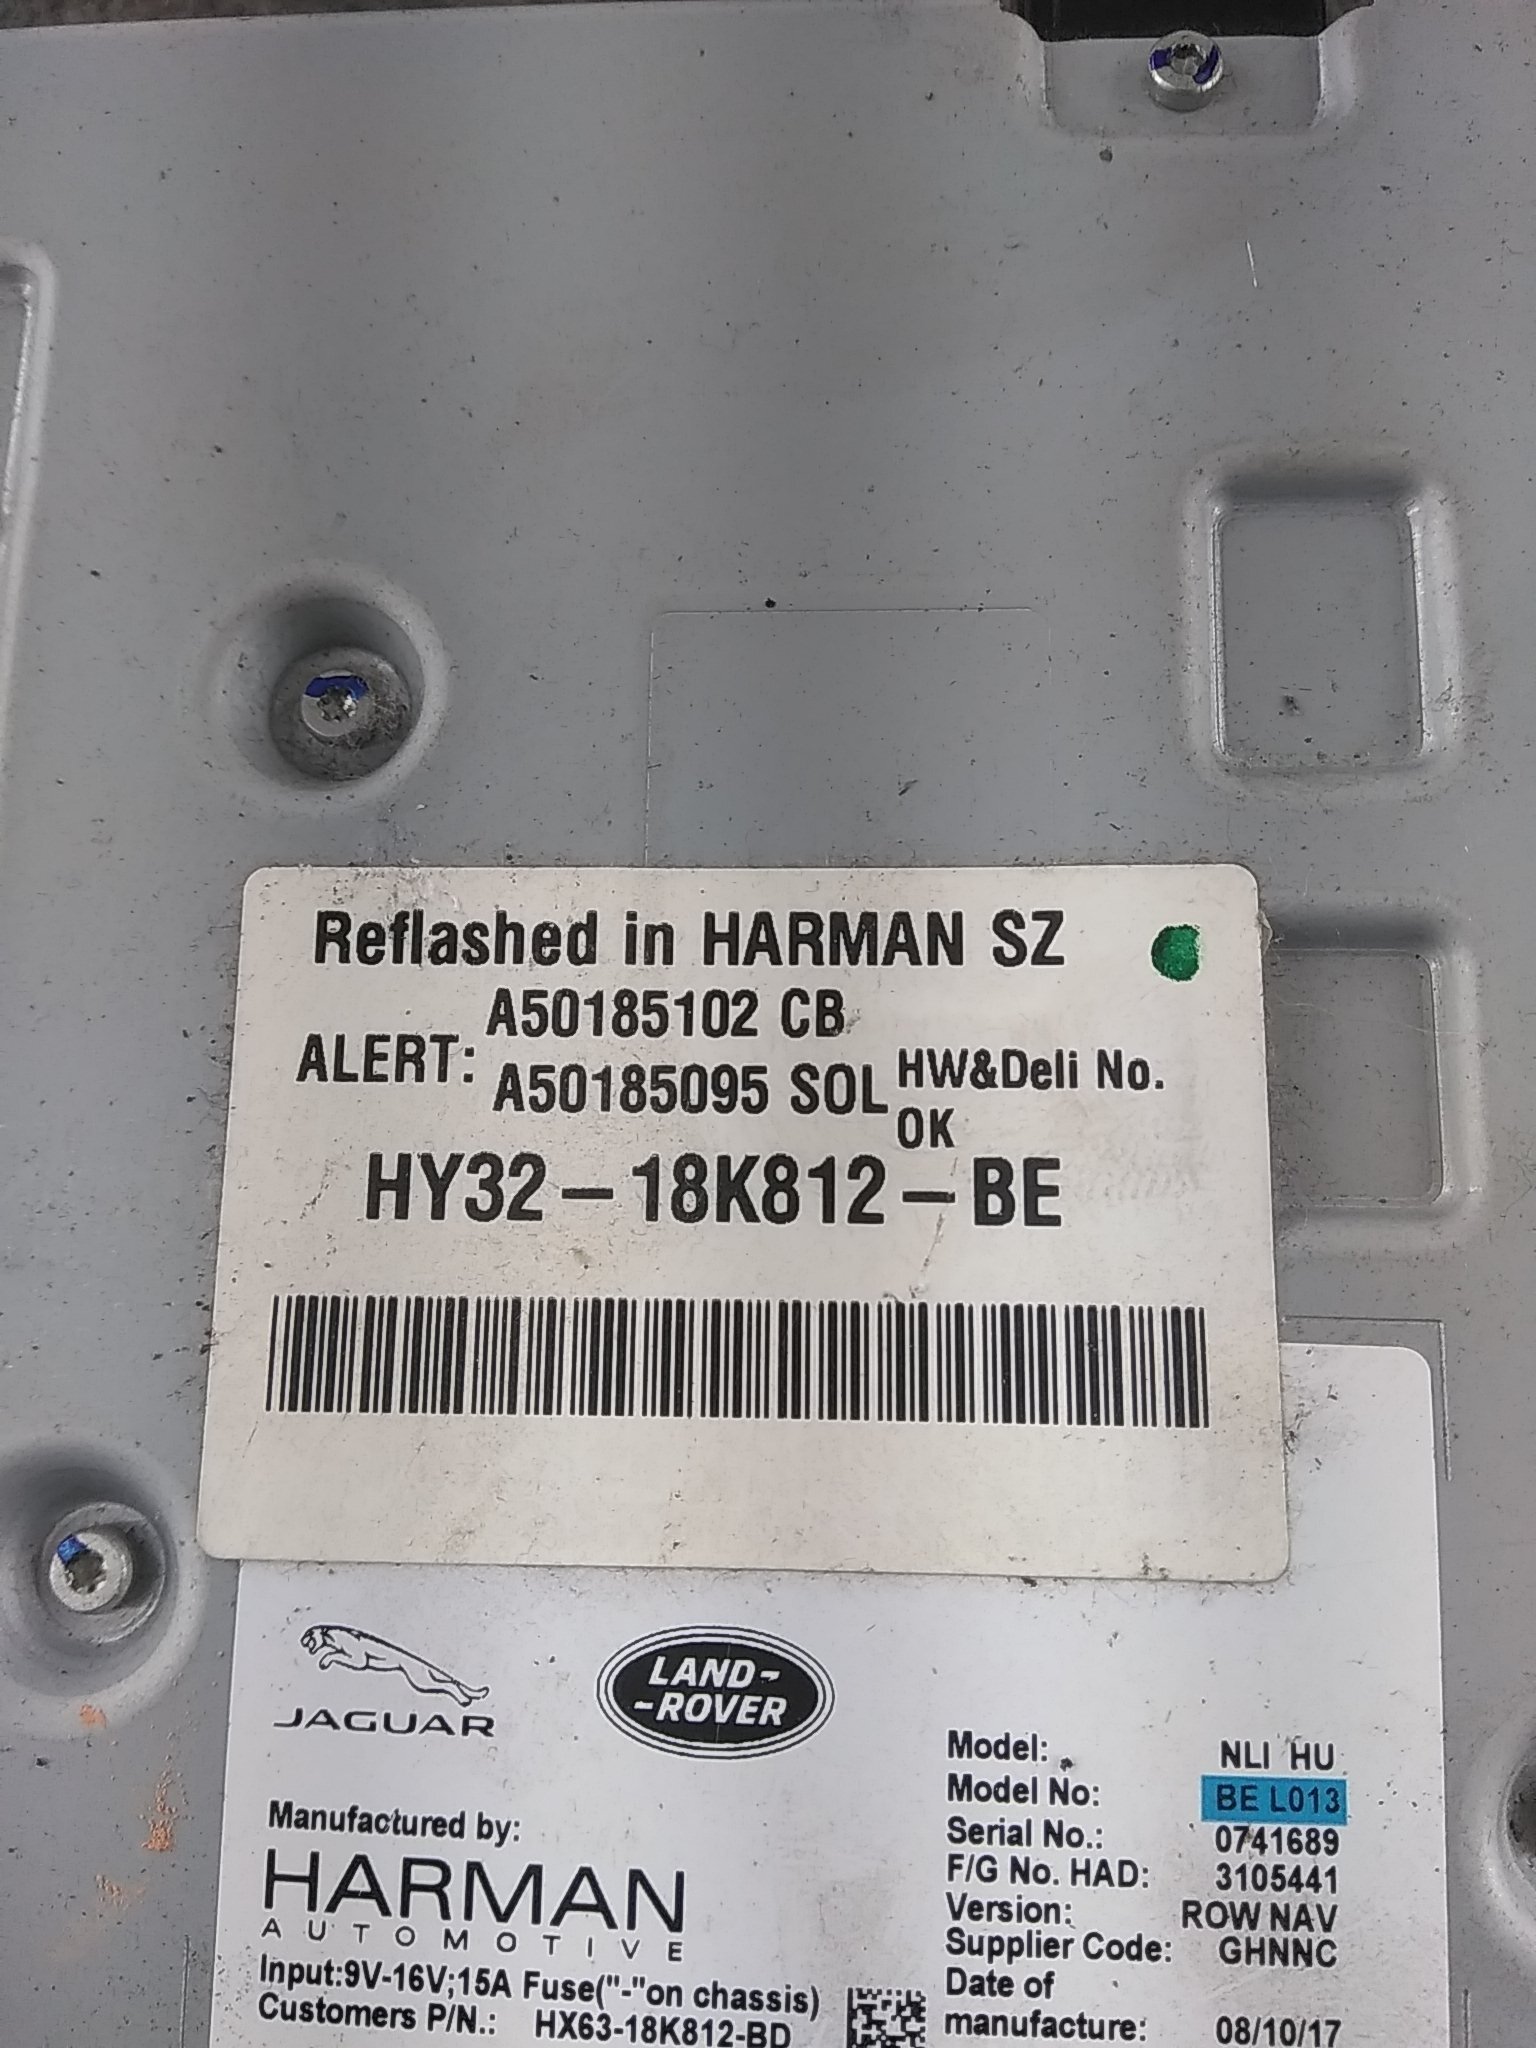 Reflashed in HARMAN SZ
ALERT: A50185102 CB
A50185095 SOL HW&Deli No.
OK
HY32-18K812-BE
JAGUAR
LAND-
-ROVER
Manufactured by:
HARMAN
AUTOMOTIVE
Input:9V-16V;15A Fuse("-"on chassis)
Customers P/N.: HX63-18K812-BD
Model: NLI HU
Model No: BE L013
Serial No.: 0741689
F/G No. HAD: 3105441
Version: ROW NAV
Supplier Code: GHNNC
Date of
manufacture: 08/10/17